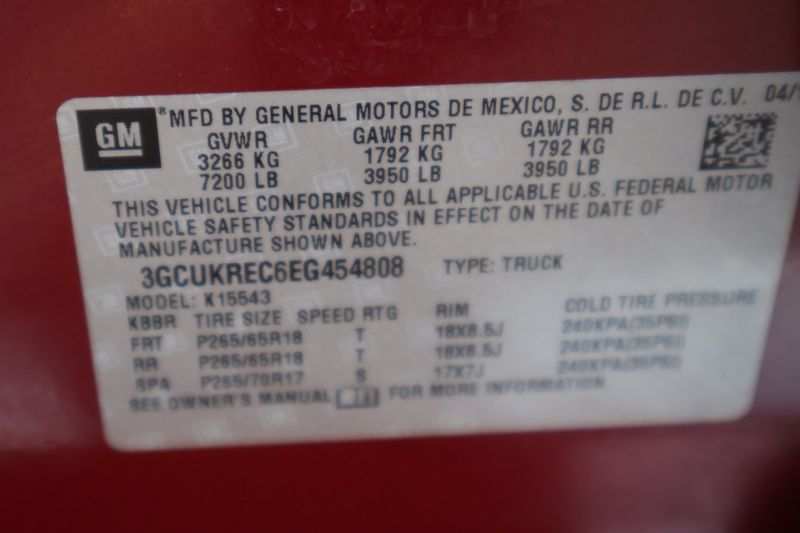 GM
*MFD BY GENERAL MOTORS DE MEXICO, S. DE R.L. DE C.V. 04/1
GVWR GAWR FRT GAWR RR
3266 KG 1792 KG 1792 KG
7200 LB 3950 LB 3950 LB
THIS VEHICLE CONFORMS TO ALL APPLICABLE U.S. FEDERAL MOTOR
VEHICLE SAFETY STANDARDS IN EFFECT ON THE DATE OF
MANUFACTURE SHOWN ABOVE.
3GCUKREC6EG454808 TYPE: TRUCK
MODEL: K15543
KBBR TIRE SIZE SPEED RTG RIM COLD TIRE PRESSURE
FRT P265/65R18 T 18X8.5J 240KPA(35PSI)
RR P265/65R18 T 18X8.5J 240KPA(35PSI)
SPA P265/70R17 S 17X7J 240KPA(35PSI)
SEE OWNER'S MANUAL FOR MORE INFORMATION.